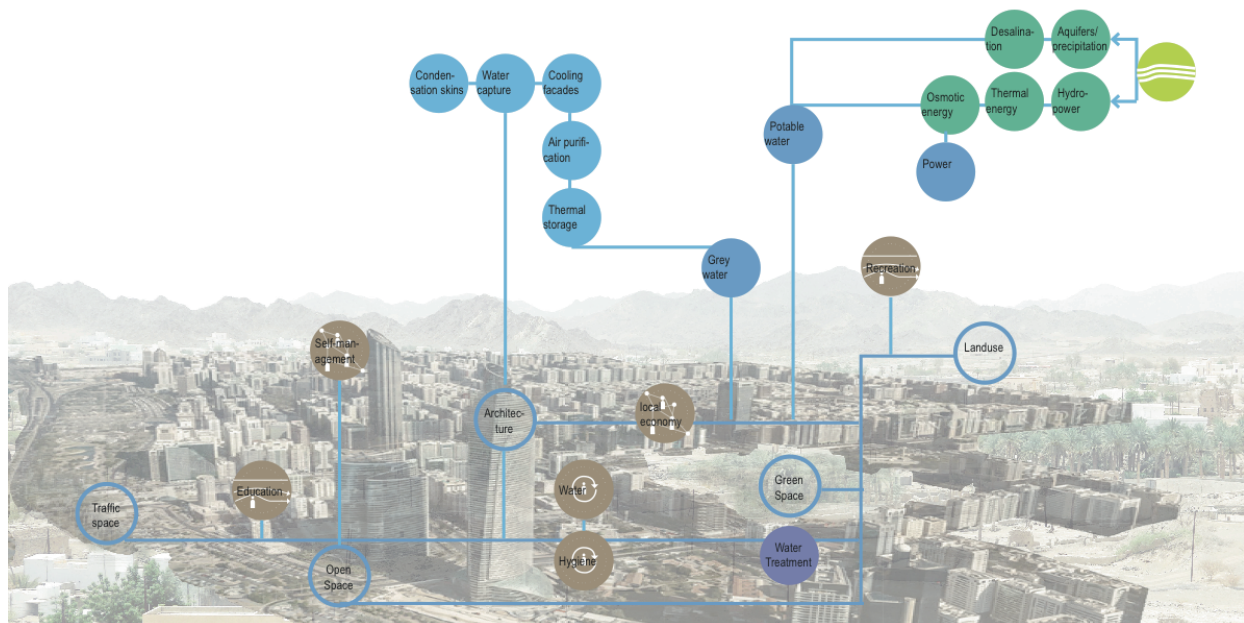 Desalina-
tion
Aquifers/
precipitation
Conden-
sation skins
Water
capture
Cooling
facades
Osmotic
energy
Thermal
energy
Hydro-
power
Potable
water
Air purifi-
cation
Power
Thermal
storage
Grey
water
Recreation
Self-man-
agement
Landuse
Architec-
ture
local
economy
Education
Water
Green
Space
Traffic
space
Hygiene
Water
Treatment
Open
Space